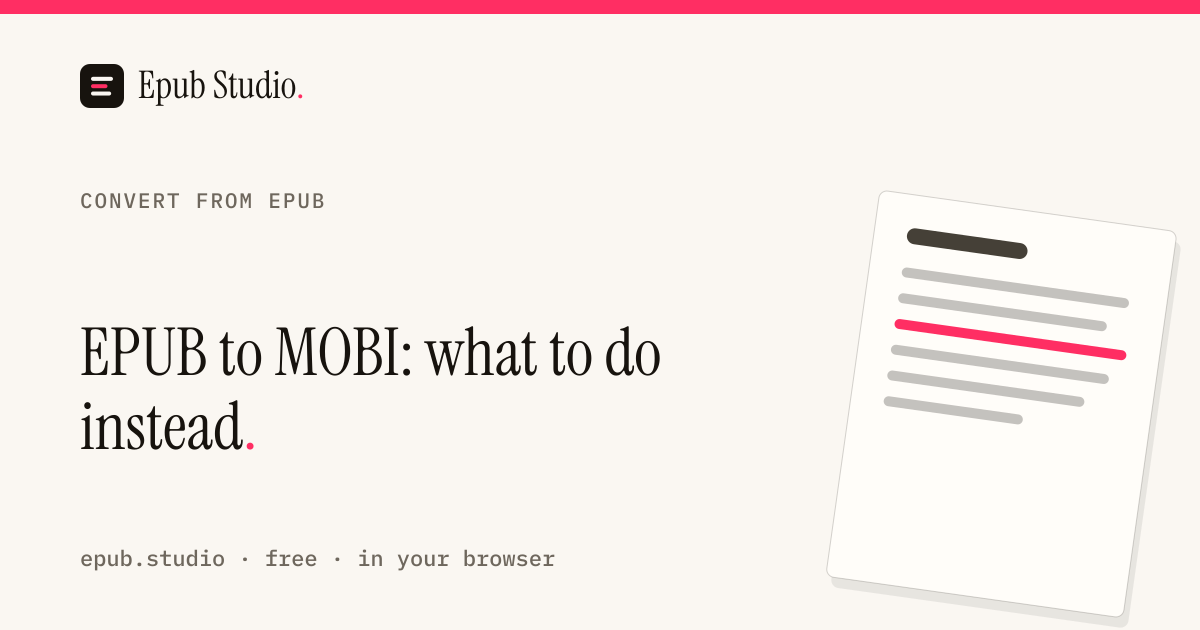 Epub Studio.
CONVERT FROM EPUB
EPUB to MOBI: what to do
instead.
epub.studio · free · in your browser